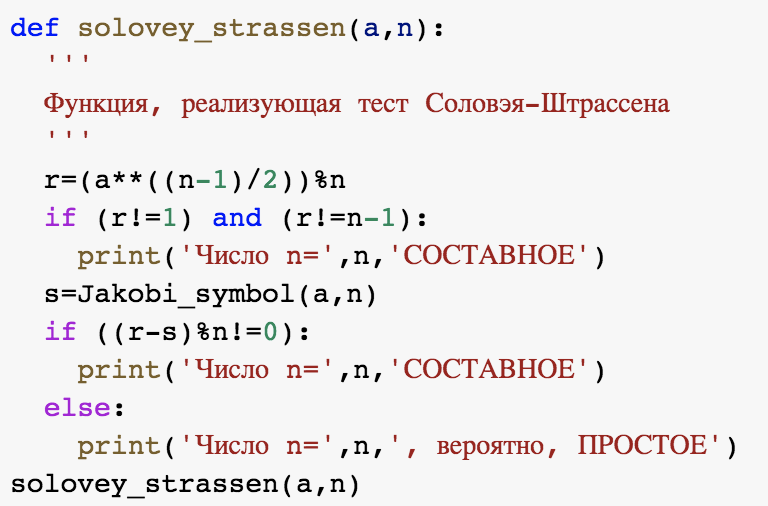 def solovey_strassen(a,n):
'''
Функция, реализующая тест Соловэя-Штрассена
'''
r=(a**((n-1)/2))%n
if (r!=1) and (r!=n-1):
print('Число n=',n,'СОСТАВНОЕ')
s=Jakobi_symbol(a,n)
if ((r-s)%n!=0):
print('Число n=',n,'СОСТАВНОЕ')
else:
print('Число n=',n,', вероятно, ПРОСТОЕ')
solovey_strassen(a,n)